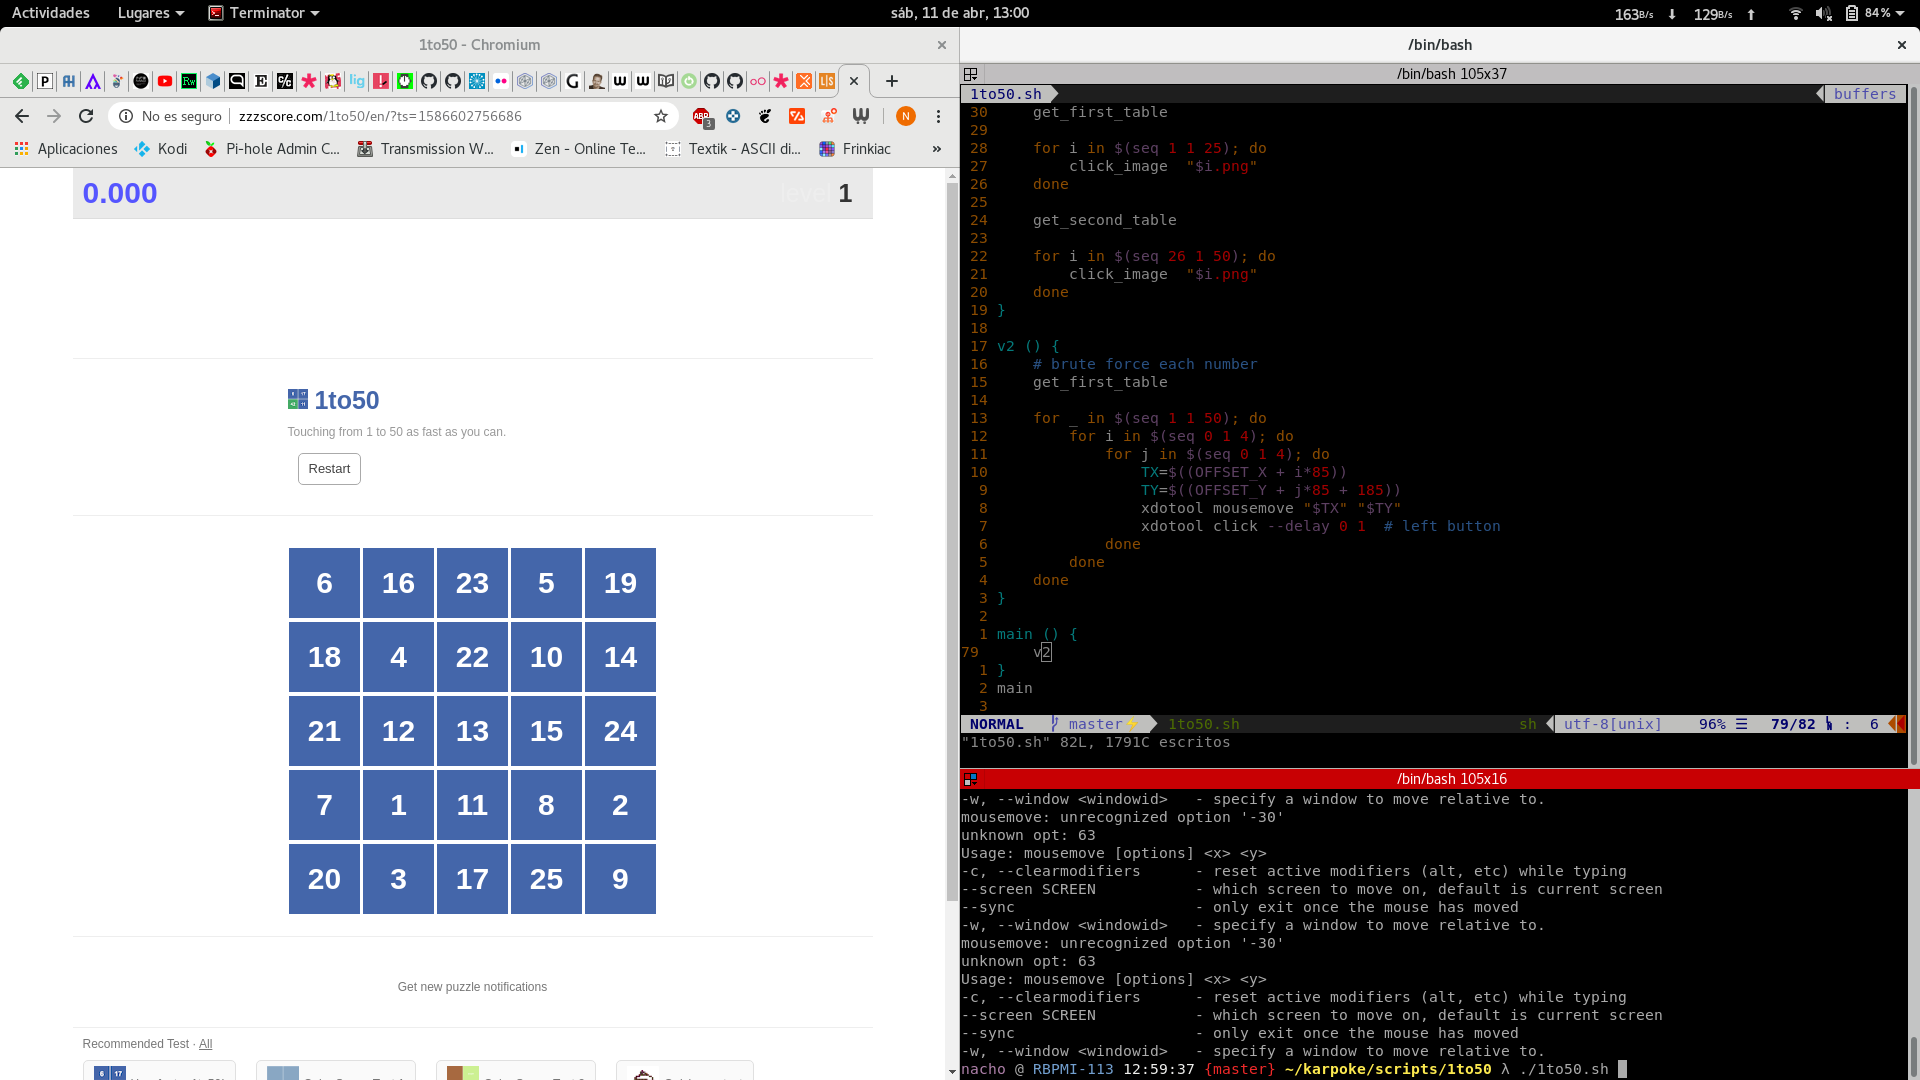 Actividades Lugares Terminator sáb, 11 de abr, 13:00 163B/s 129B/s 84%
1to50 - Chromium
No es seguro zzzscore.com/1to50/en/?ts=1586602756686
Aplicaciones Kodi Pi-hole Admin C... Transmission W... Zen - Online Te... Textik - ASCII di... Frinkiac »
0.000 level 1
1to50
Touching from 1 to 50 as fast as you can.
Restart
6 16 23 5 19
18 4 22 10 14
21 12 13 15 24
7 1 11 8 2
20 3 17 25 9
Get new puzzle notifications
Recommended Test · All
/bin/bash
/bin/bash 105x37
1to50.sh buffers
30 get_first_table
29
28 for i in $(seq 1 1 25); do
27 click_image "$i.png"
26 done
25
24 get_second_table
23
22 for i in $(seq 26 1 50); do
21 click_image "$i.png"
20 done
19 }
18
17 v2 () {
16 # brute force each number
15 get_first_table
14
13 for _ in $(seq 1 1 50); do
12 for i in $(seq 0 1 4); do
11 for j in $(seq 0 1 4); do
10 TX=$((OFFSET_X + i*85))
9 TY=$((OFFSET_Y + j*85 + 185))
8 xdotool mousemove "$TX" "$TY"
7 xdotool click --delay 0 1 # left button
6 done
5 done
4 done
3 }
2
1 main () {
79 v2
1 }
2 main
3
NORMAL master 1to50.sh sh utf-8[unix] 96% ☰ 79/82 : 6
"1to50.sh" 82L, 1791C escritos
/bin/bash 105x16
-w, --window <windowid> - specify a window to move relative to.
mousemove: unrecognized option '-30'
unknown opt: 63
Usage: mousemove [options] <x> <y>
-c, --clearmodifiers - reset active modifiers (alt, etc) while typing
--screen SCREEN - which screen to move on, default is current screen
--sync - only exit once the mouse has moved
-w, --window <windowid> - specify a window to move relative to.
mousemove: unrecognized option '-30'
unknown opt: 63
Usage: mousemove [options] <x> <y>
-c, --clearmodifiers - reset active modifiers (alt, etc) while typing
--screen SCREEN - which screen to move on, default is current screen
--sync - only exit once the mouse has moved
-w, --window <windowid> - specify a window to move relative to.
nacho @ RBPMI-113 12:59:37 {master} ~/karpoke/scripts/1to50 λ ./1to50.sh